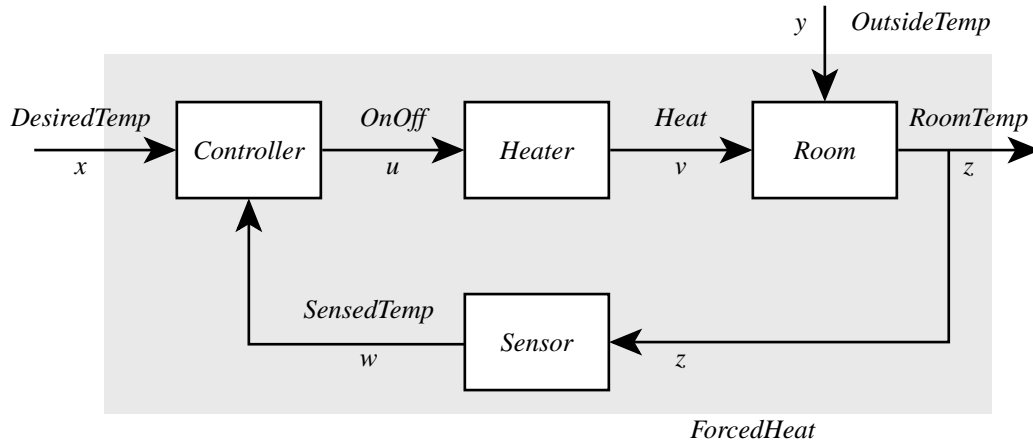 y OutsideTemp
DesiredTemp OnOff Heat RoomTemp
Controller Heater Room
x u v z
SensedTemp Sensor
w z
ForcedHeat